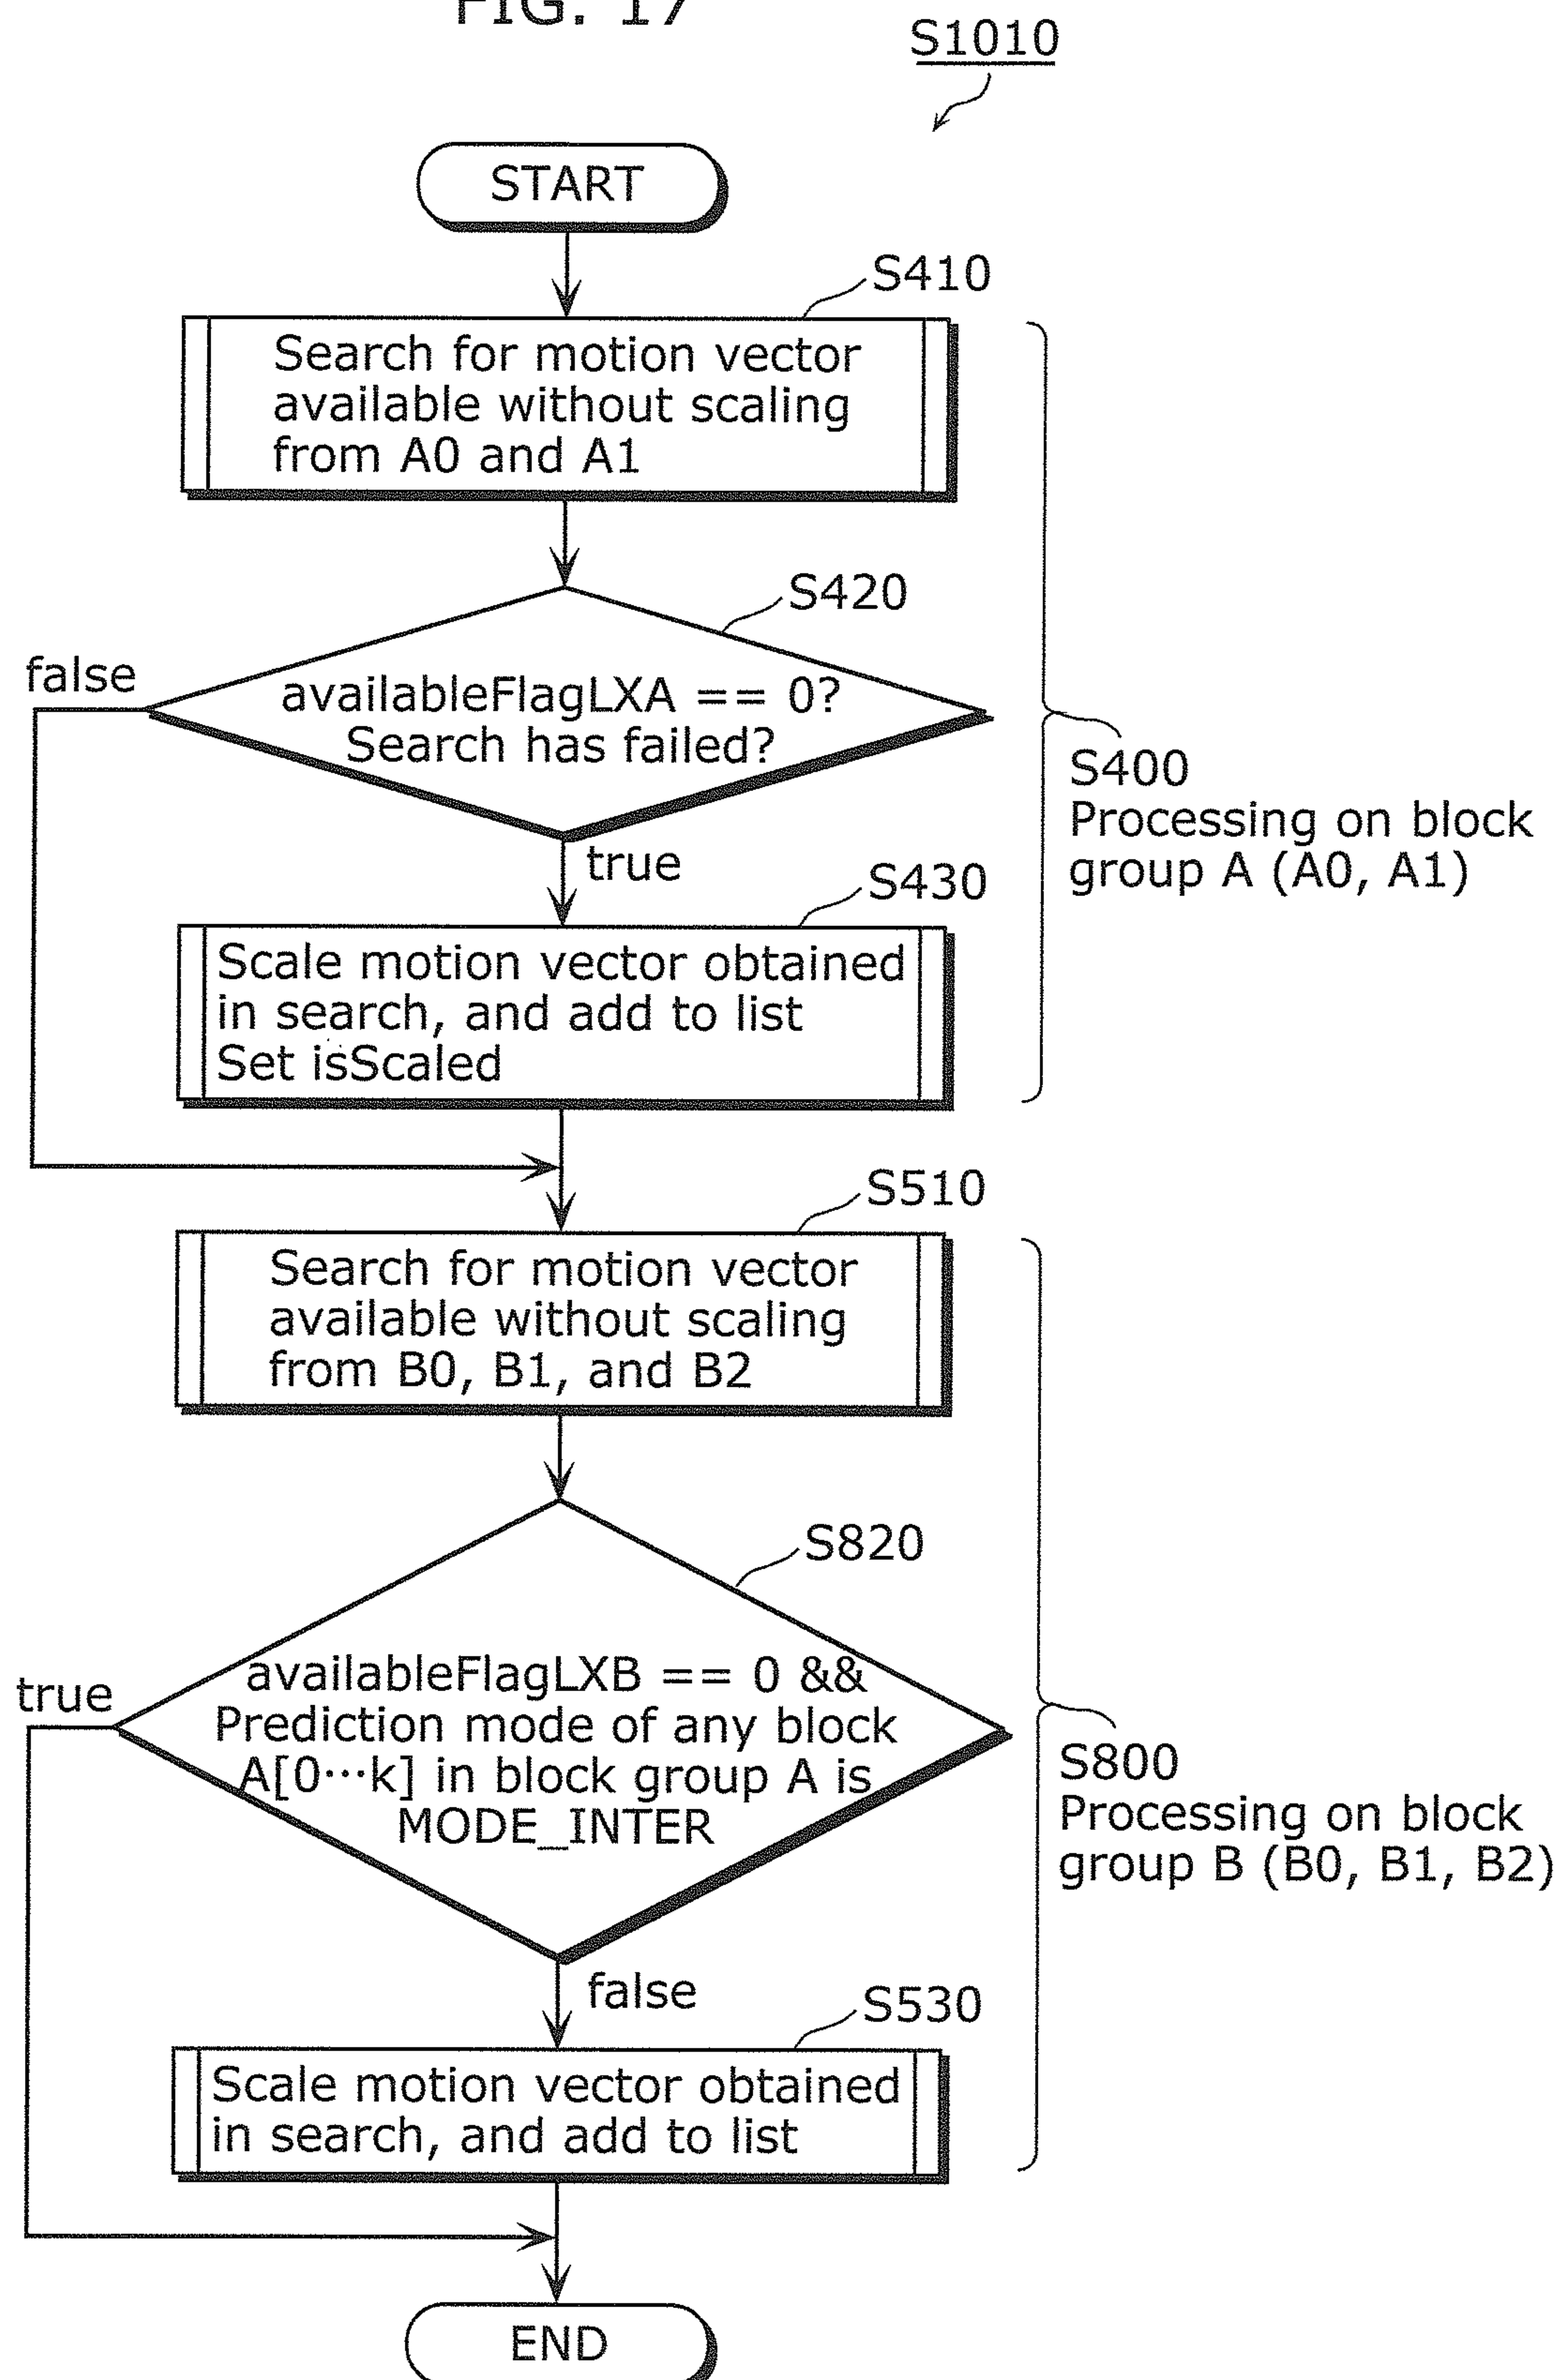 FIG. 17
S1010
START
S410
Search for motion vector
available without scaling
from A0 and A1
S420
false
availableFlagLXA == 0?
Search has failed?
S400
Processing on block
group A (A0, A1)
true
S430
Scale motion vector obtained
in search, and add to list
Set isScaled
S510
Search for motion vector
available without scaling
from B0, B1, and B2
S820
true
availableFlagLXB == 0 &&
Prediction mode of any block
A[0···k] in block group A is
MODE_INTER
S800
Processing on block
group B (B0, B1, B2)
false
S530
Scale motion vector obtained
in search, and add to list
END